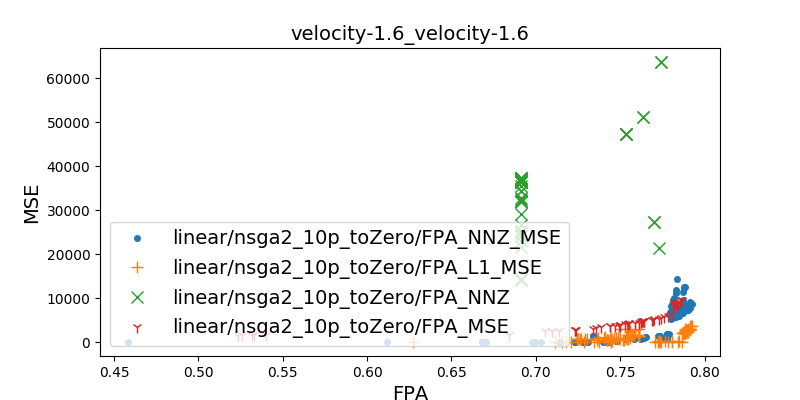 velocity-1.6_velocity-1.6
MSE
60000
50000
40000
30000
20000
10000
0
linear/nsga2_10p_toZero/FPA_NNZ_MSE
linear/nsga2_10p_toZero/FPA_L1_MSE
linear/nsga2_10p_toZero/FPA_NNZ
linear/nsga2_10p_toZero/FPA_MSE
0.45 0.50 0.55 0.60 0.65 0.70 0.75 0.80
FPA